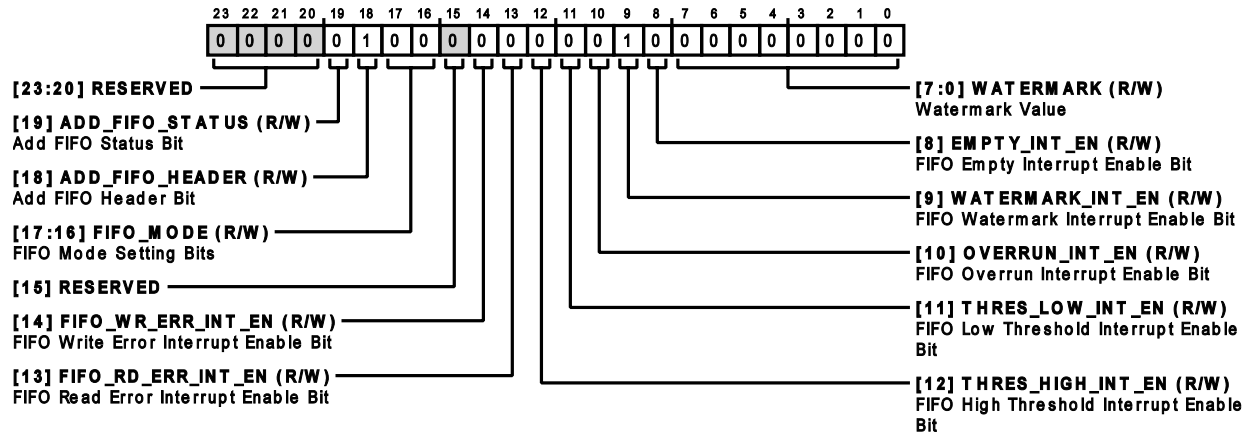 23 22 21 20 19 18 17 16 15 14 13 12 11 10 9 8 7 6 5 4 3 2 1 0
0 0 0 0 0 1 0 0 0 0 0 0 0 0 1 0 0 0 0 0 0 0 0 0
[23:20] RESERVED
[19] ADD_FIFO_STATUS (R/W)
Add FIFO Status Bit
[18] ADD_FIFO_HEADER (R/W)
Add FIFO Header Bit
[17:16] FIFO_MODE (R/W)
FIFO Mode Setting Bits
[15] RESERVED
[14] FIFO_WR_ERR_INT_EN (R/W)
FIFO Write Error Interrupt Enable Bit
[13] FIFO_RD_ERR_INT_EN (R/W)
FIFO Read Error Interrupt Enable Bit
[7:0] WATERMARK (R/W)
Watermark Value
[8] EMPTY_INT_EN (R/W)
FIFO Empty Interrupt Enable Bit
[9] WATERMARK_INT_EN (R/W)
FIFO Watermark Interrupt Enable Bit
[10] OVERRUN_INT_EN (R/W)
FIFO Overrun Interrupt Enable Bit
[11] THRES_LOW_INT_EN (R/W)
FIFO Low Threshold Interrupt Enable
Bit
[12] THRES_HIGH_INT_EN (R/W)
FIFO High Threshold Interrupt Enable
Bit